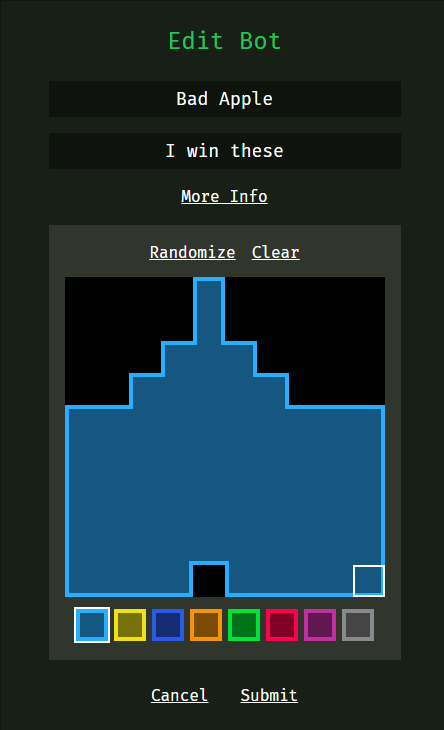 Edit Bot
Bad Apple
I win these
More Info
Randomize Clear
Cancel Submit